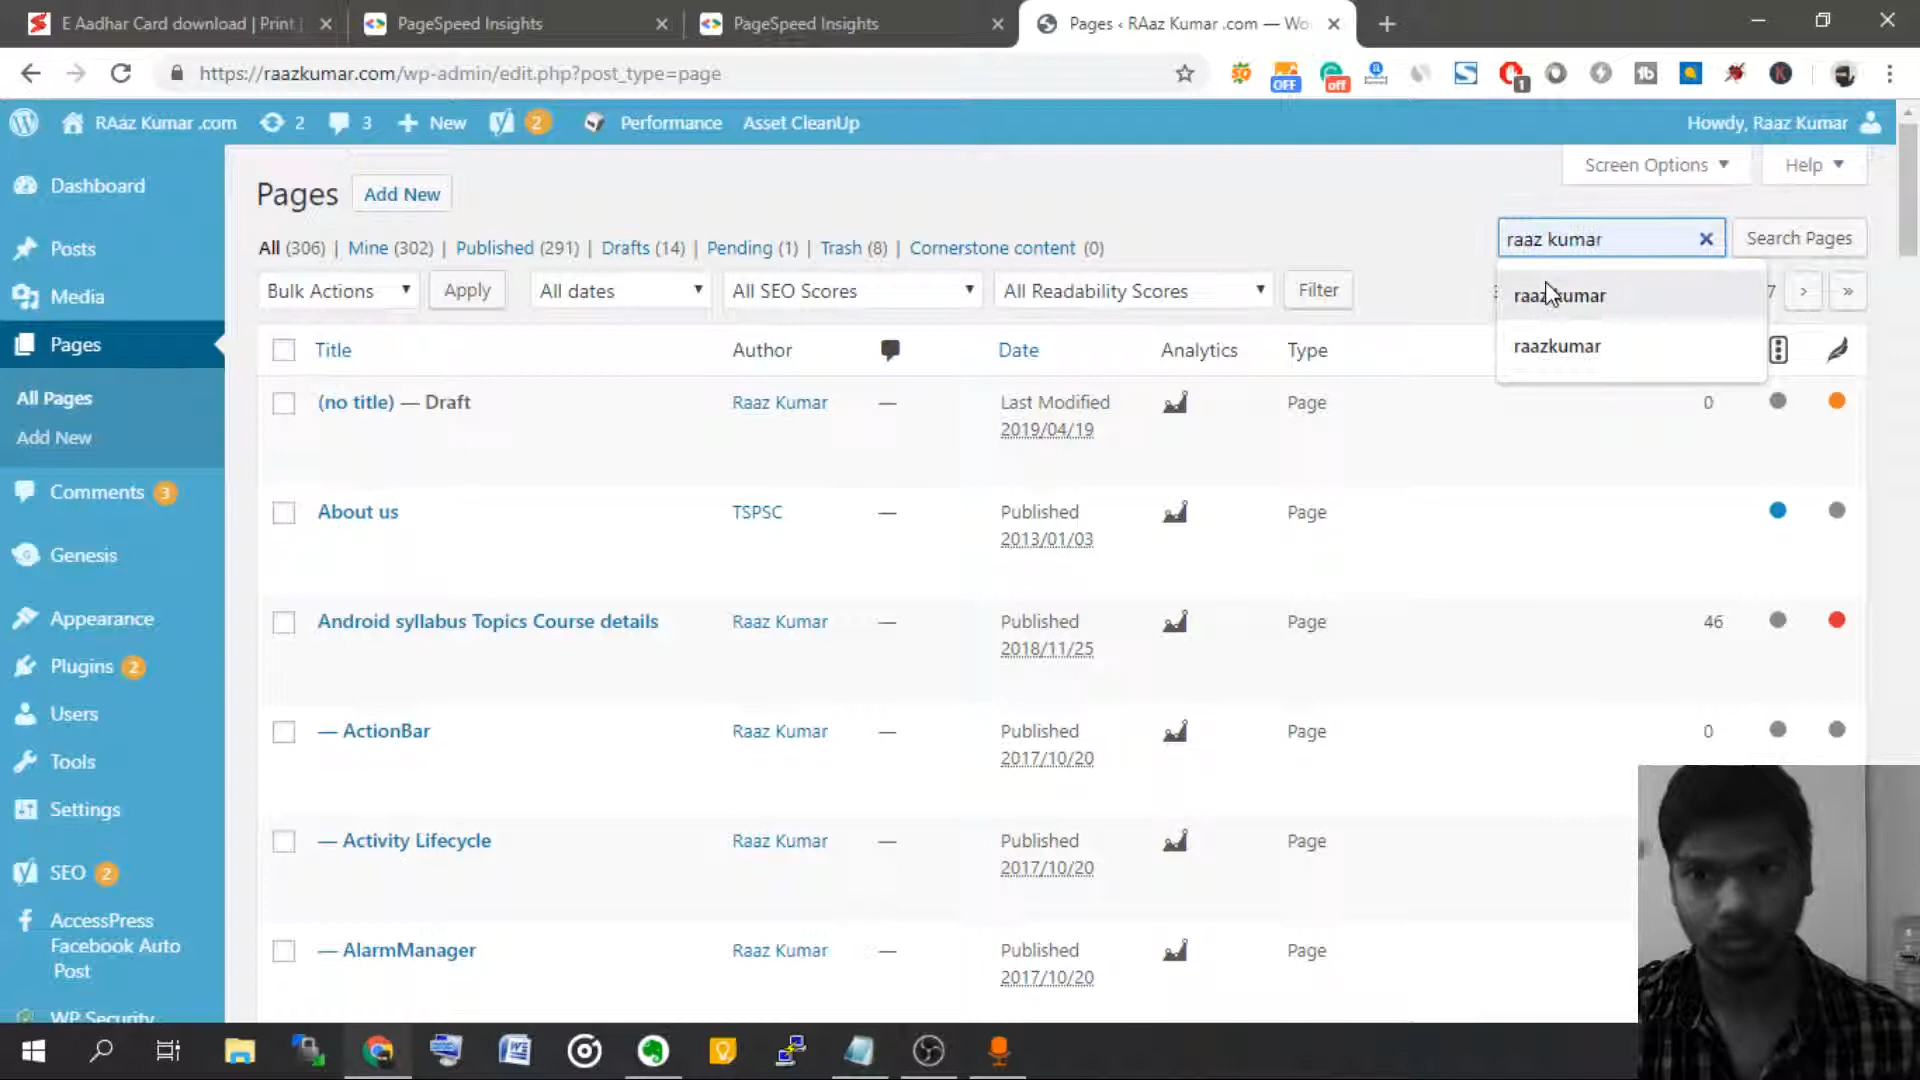 E Aadhar Card download | Print
PageSpeed Insights
PageSpeed Insights
Pages ‹ RAaz Kumar .com — Wo
https://raazkumar.com/wp-admin/edit.php?post_type=page
OFF
off
1
RAaz Kumar .com
2
3
New
2
Performance
Asset CleanUp
Howdy, Raaz Kumar
Dashboard
Posts
Media
Pages
All Pages
Add New
Comments 3
Genesis
Appearance
Plugins 2
Users
Tools
Settings
SEO 2
AccessPress
Facebook Auto
Post
WP Security
Screen Options
Help
Pages
Add New
All (306) | Mine (302) | Published (291) | Drafts (14) | Pending (1) | Trash (8) | Cornerstone content (0)
raaz kumar
Search Pages
raaz kumar
raazkumar
Bulk Actions
Apply
All dates
All SEO Scores
All Readability Scores
Filter
7
›
»
Title
Author
Date
Analytics
Type
(no title) — Draft
Raaz Kumar
—
Last Modified
2019/04/19
Page
0
About us
TSPSC
—
Published
2013/01/03
Page
Android syllabus Topics Course details
Raaz Kumar
—
Published
2018/11/25
Page
46
— ActionBar
Raaz Kumar
—
Published
2017/10/20
Page
0
— Activity Lifecycle
Raaz Kumar
—
Published
2017/10/20
Page
— AlarmManager
Raaz Kumar
—
Published
2017/10/20
Page